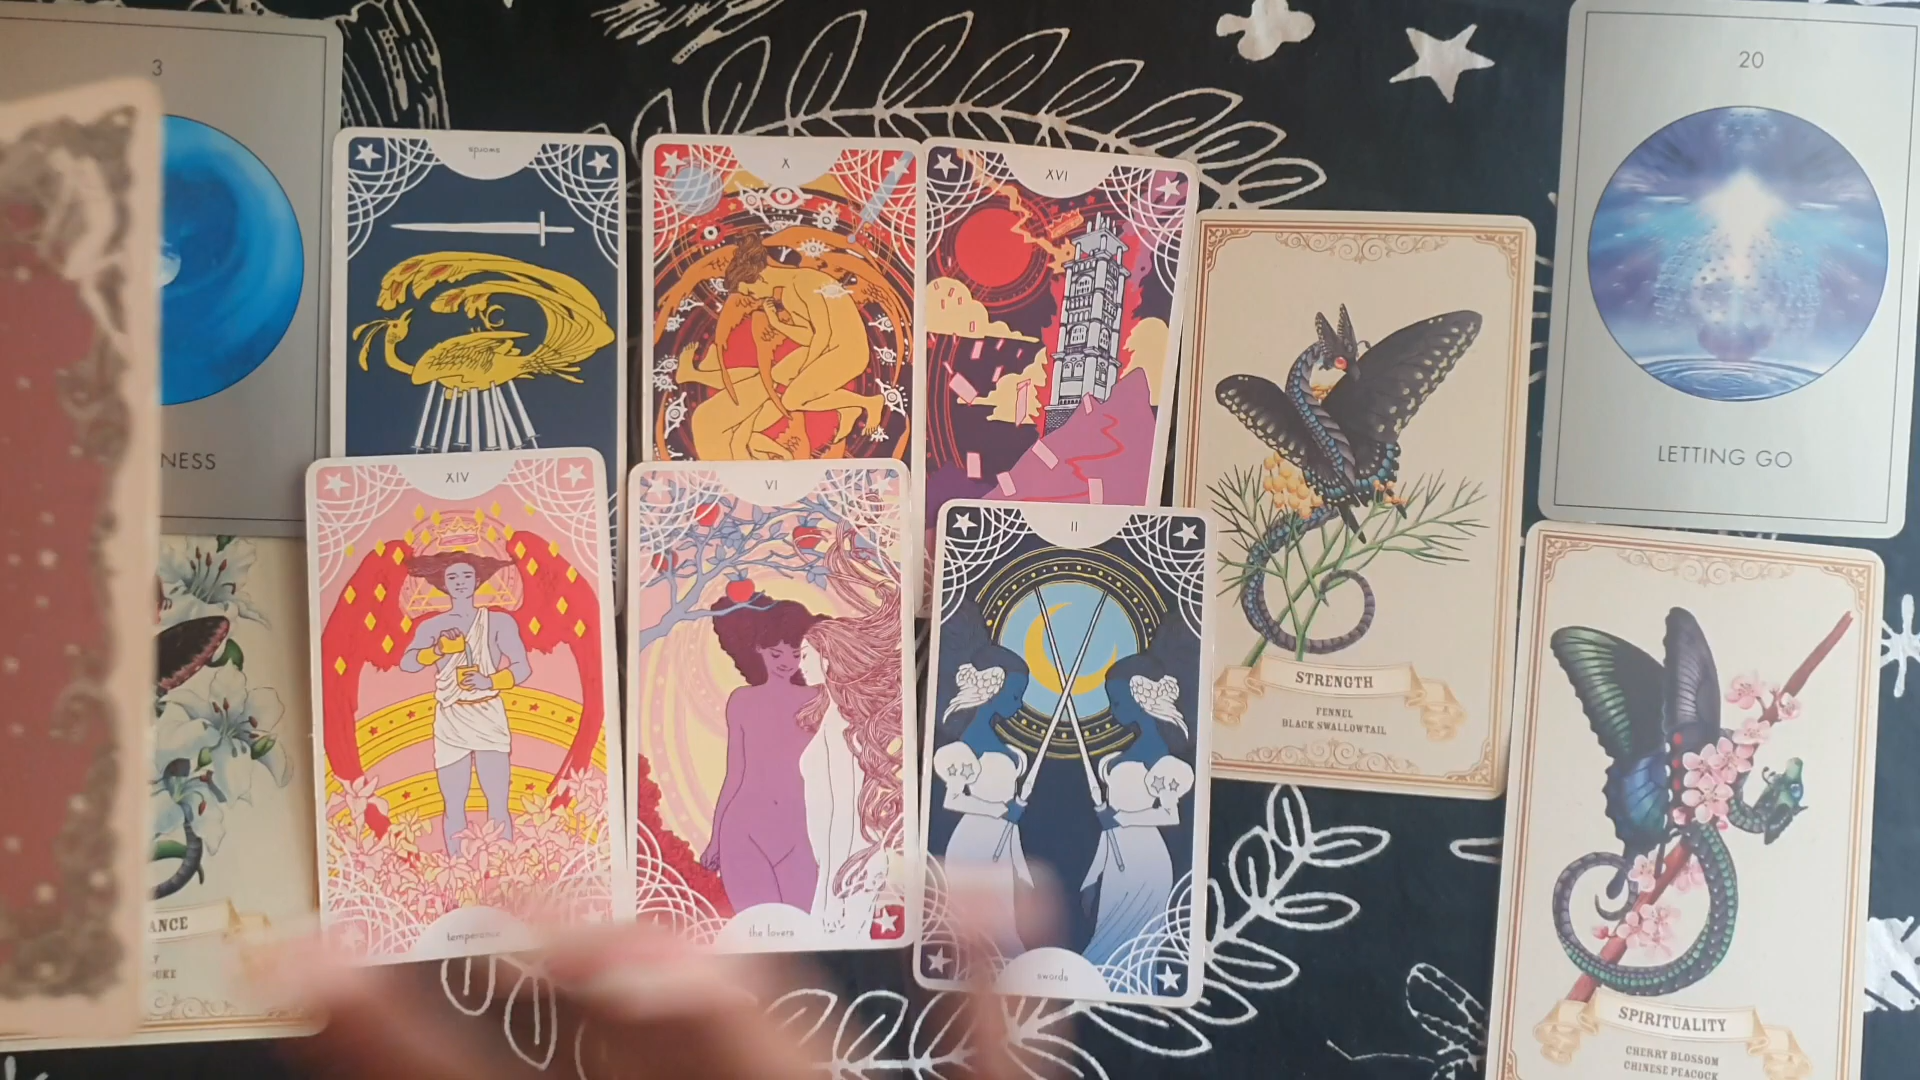 3
NESS
swords
X
XVI
20
LETTING GO
STRENGTH
FENNEL
BLACK SWALLOWTAIL
XIV
temperance
VI
the lovers
II
swords
ANCE
Y
DUKE
SPIRITUALITY
CHERRY BLOSSOM
CHINESE PEACOCK